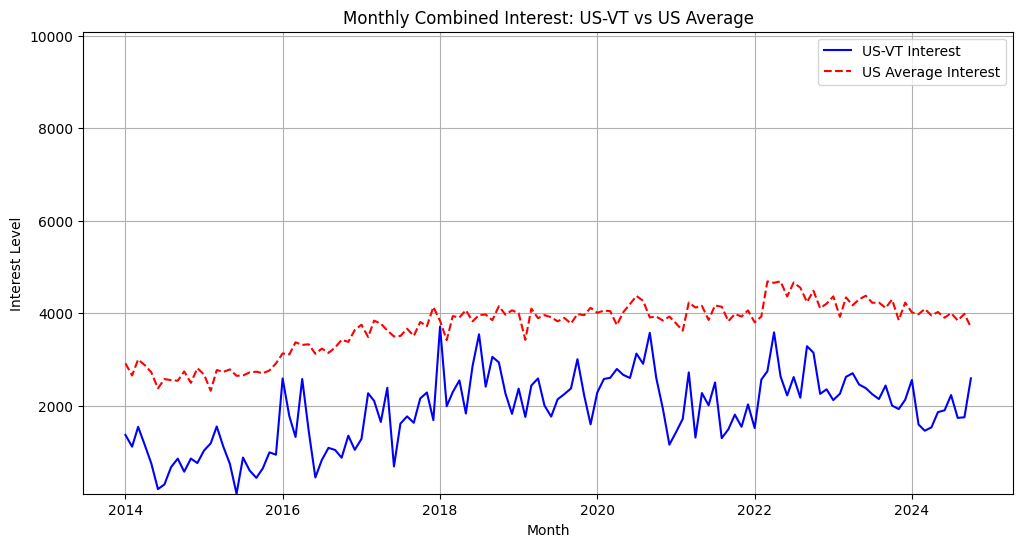 Monthly Combined Interest: US-VT vs US Average
US-VT Interest
US Average Interest
Interest Level
10000
8000
6000
4000
2000
2014 2016 2018 2020 2022 2024
Month